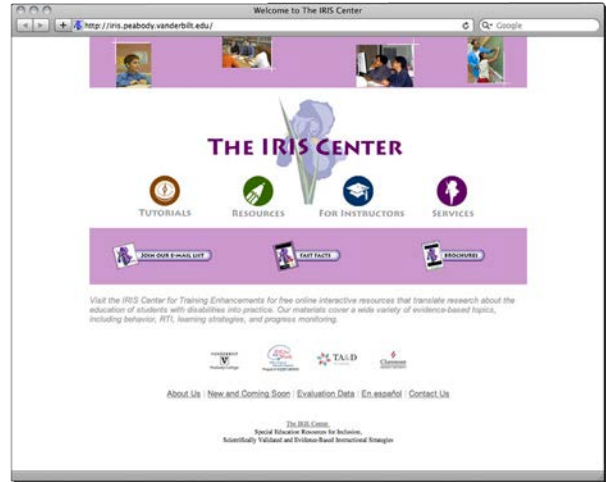 Welcome to The IRIS Center
http://iris.peabody.vanderbilt.edu/
Google
THE IRIS CENTER
TUTORIALS
RESOURCES
FOR INSTRUCTORS
SERVICES
JOIN OUR E-MAIL LIST
FAST FACTS
BROCHURES
Visit the IRIS Center for Training Enhancements for free online interactive resources that translate research about the
education of students with disabilities into practice. Our materials cover a wide variety of evidence-based topics,
including behavior, RTI, learning strategies, and progress monitoring.
VANDERBILT
V
Peabody College
TA&D
Claremont
About Us | New and Coming Soon | Evaluation Data | En español | Contact Us
The IRIS Center
Special Education Resources for Inclusion,
Scientifically Validated and Evidence-Based Instructional Strategies